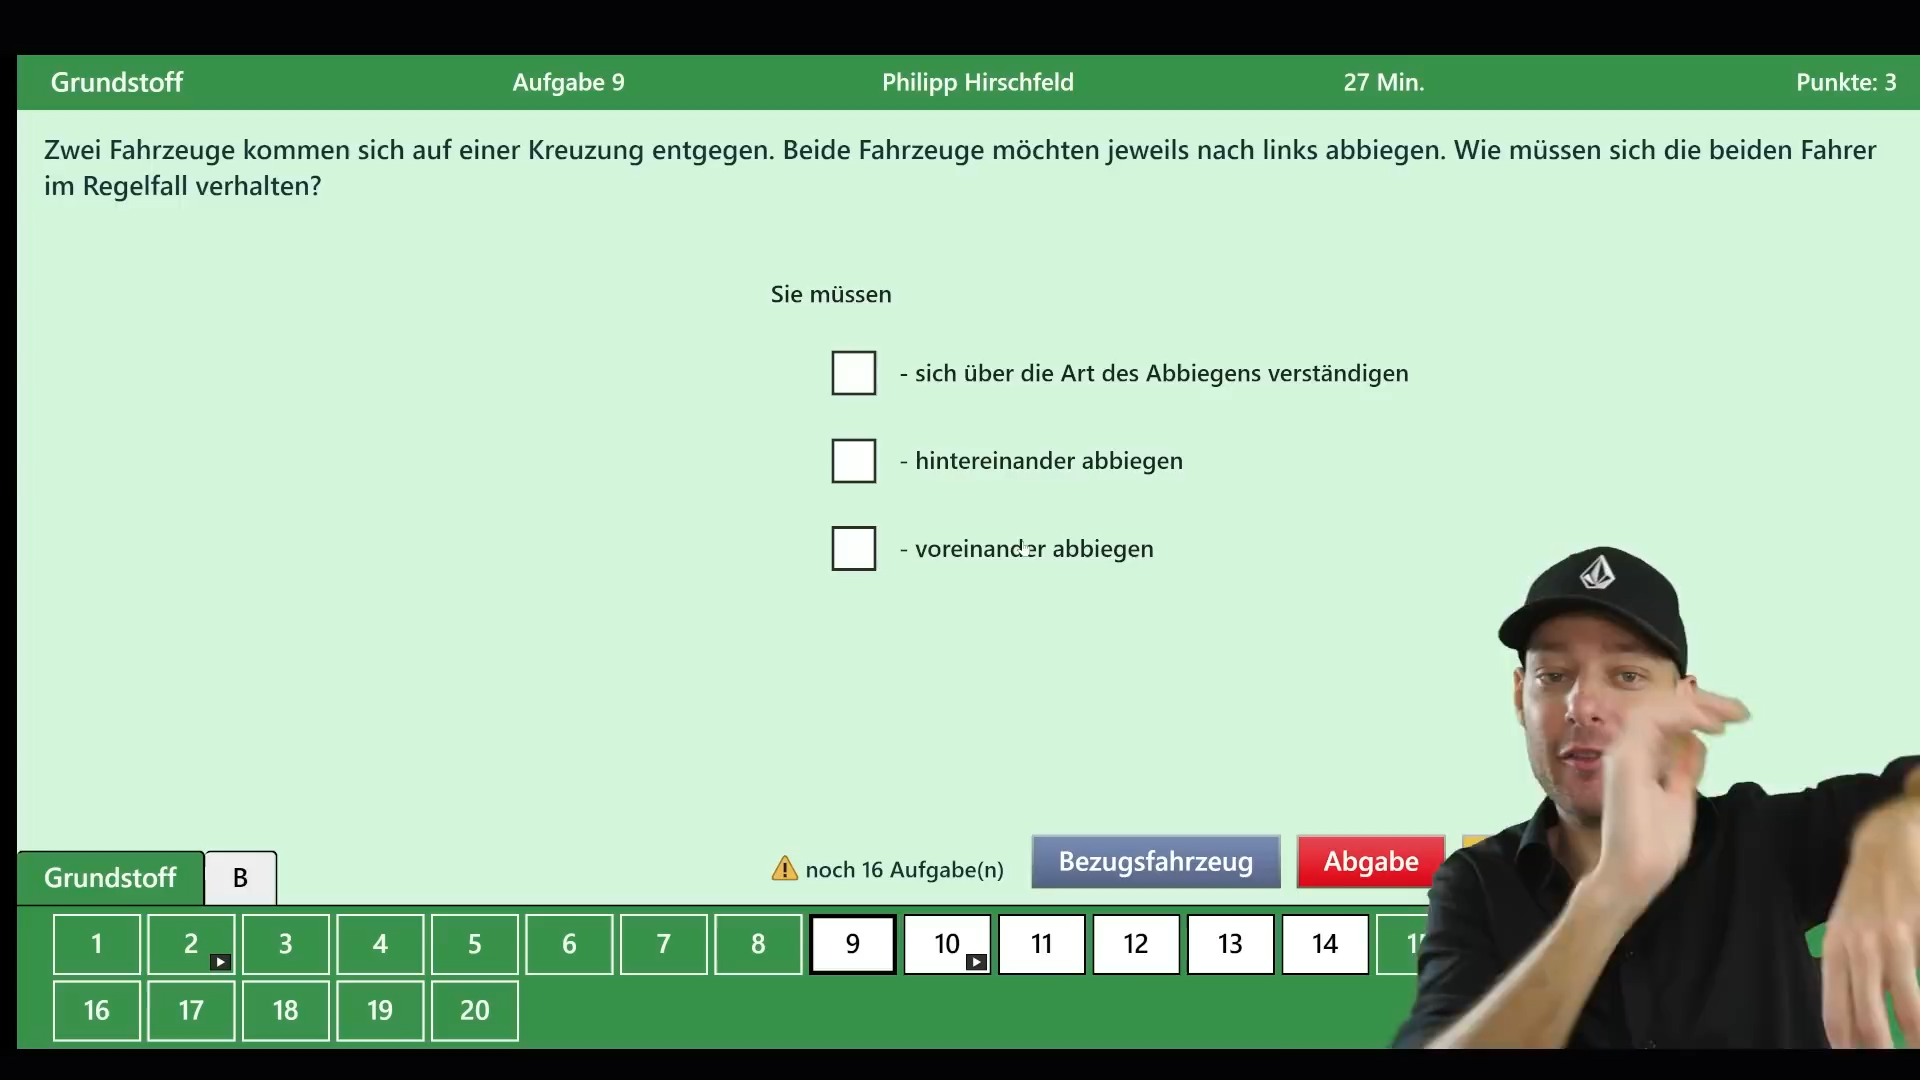 Grundstoff Aufgabe 9 Philipp Hirschfeld 27 Min. Punkte: 3
Zwei Fahrzeuge kommen sich auf einer Kreuzung entgegen. Beide Fahrzeuge möchten jeweils nach links abbiegen. Wie müssen sich die beiden Fahrer
im Regelfall verhalten?
Sie müssen
- sich über die Art des Abbiegens verständigen
- hintereinander abbiegen
- voreinander abbiegen
Grundstoff B noch 16 Aufgabe(n) Bezugsfahrzeug Abgabe
1 2 3 4 5 6 7 8 9 10 11 12 13 14
16 17 18 19 20